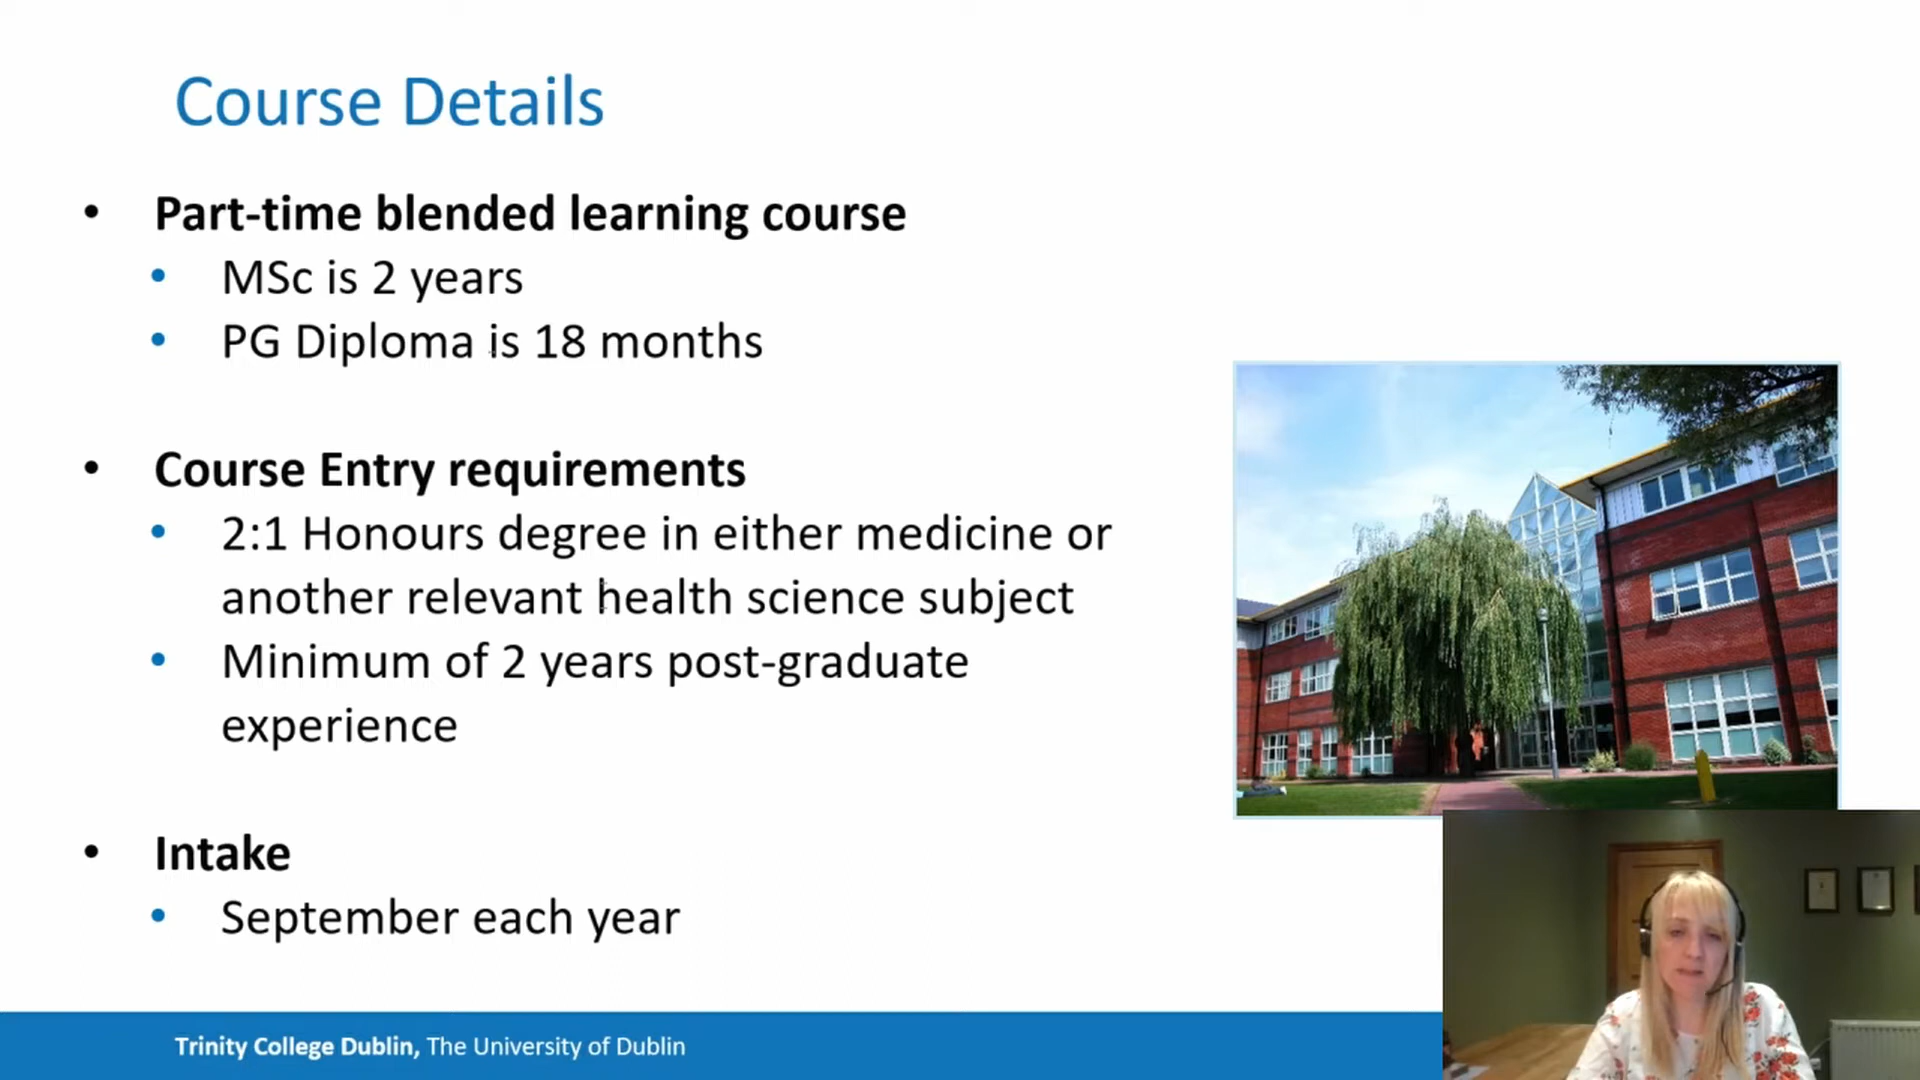 Course Details
• Part-time blended learning course
• MSc is 2 years
• PG Diploma is 18 months
• Course Entry requirements
• 2:1 Honours degree in either medicine or
another relevant health science subject
• Minimum of 2 years post-graduate
experience
• Intake
• September each year
Trinity College Dublin, The University of Dublin